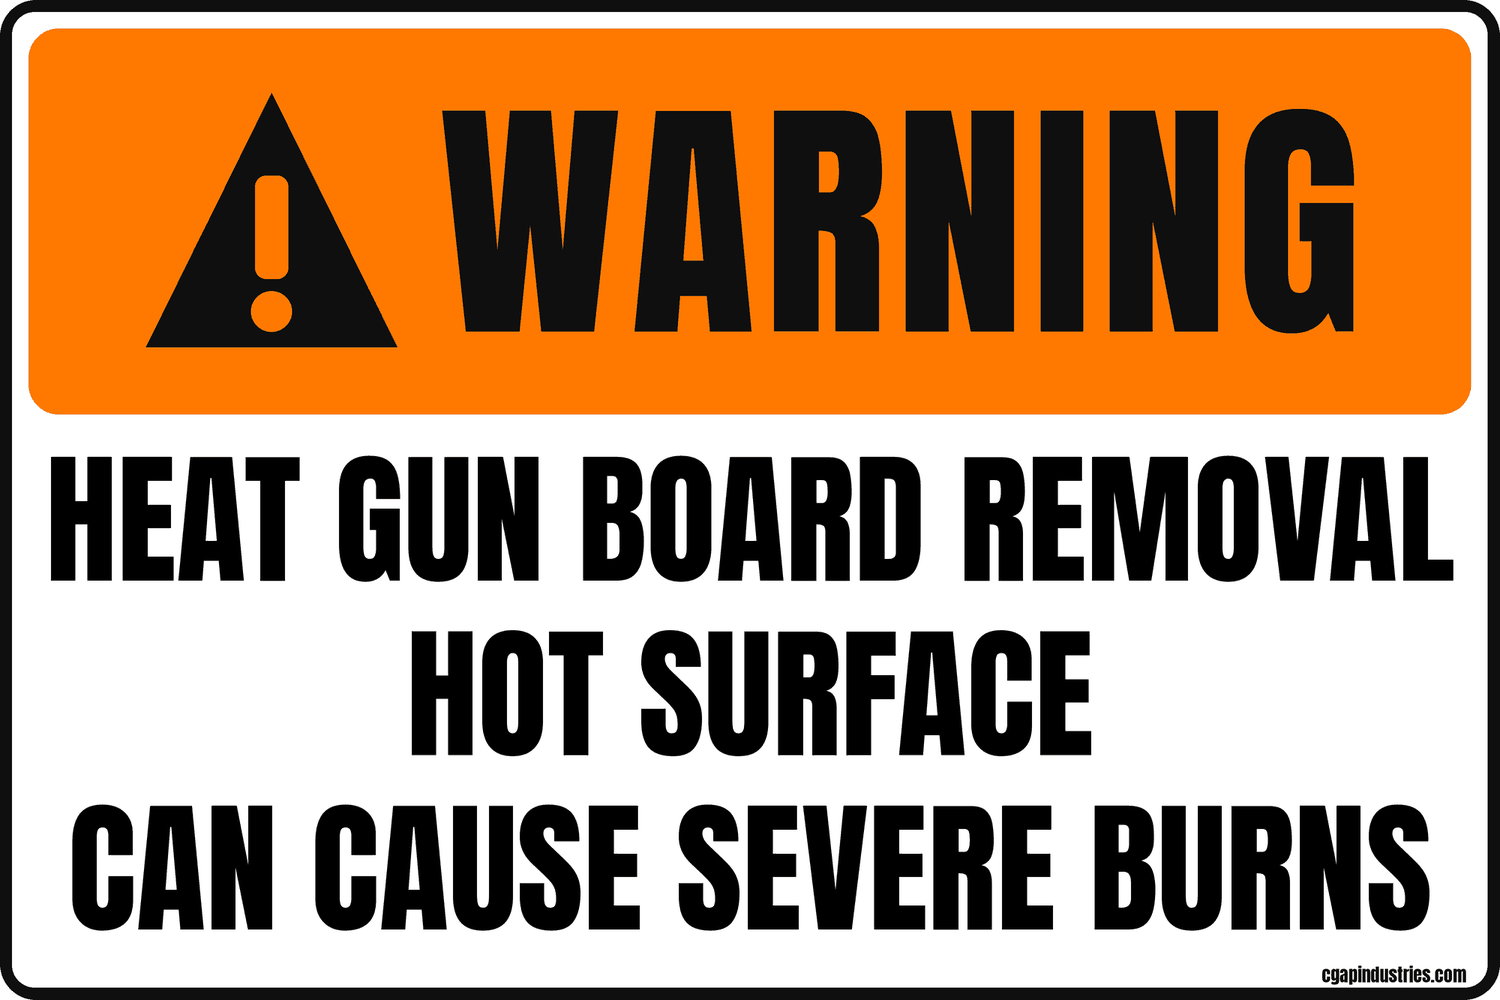 WARNING
HEAT GUN BOARD REMOVAL
HOT SURFACE
CAN CAUSE SEVERE BURNS
cgapindustries.com